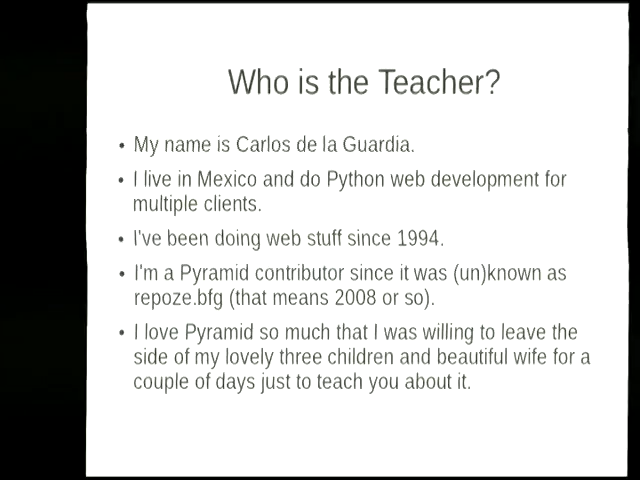 Who is the Teacher?
• My name is Carlos de la Guardia.
• I live in Mexico and do Python web development for
multiple clients.
• I've been doing web stuff since 1994.
• I'm a Pyramid contributor since it was (un)known as
repoze.bfg (that means 2008 or so).
• I love Pyramid so much that I was willing to leave the
side of my lovely three children and beautiful wife for a
couple of days just to teach you about it.